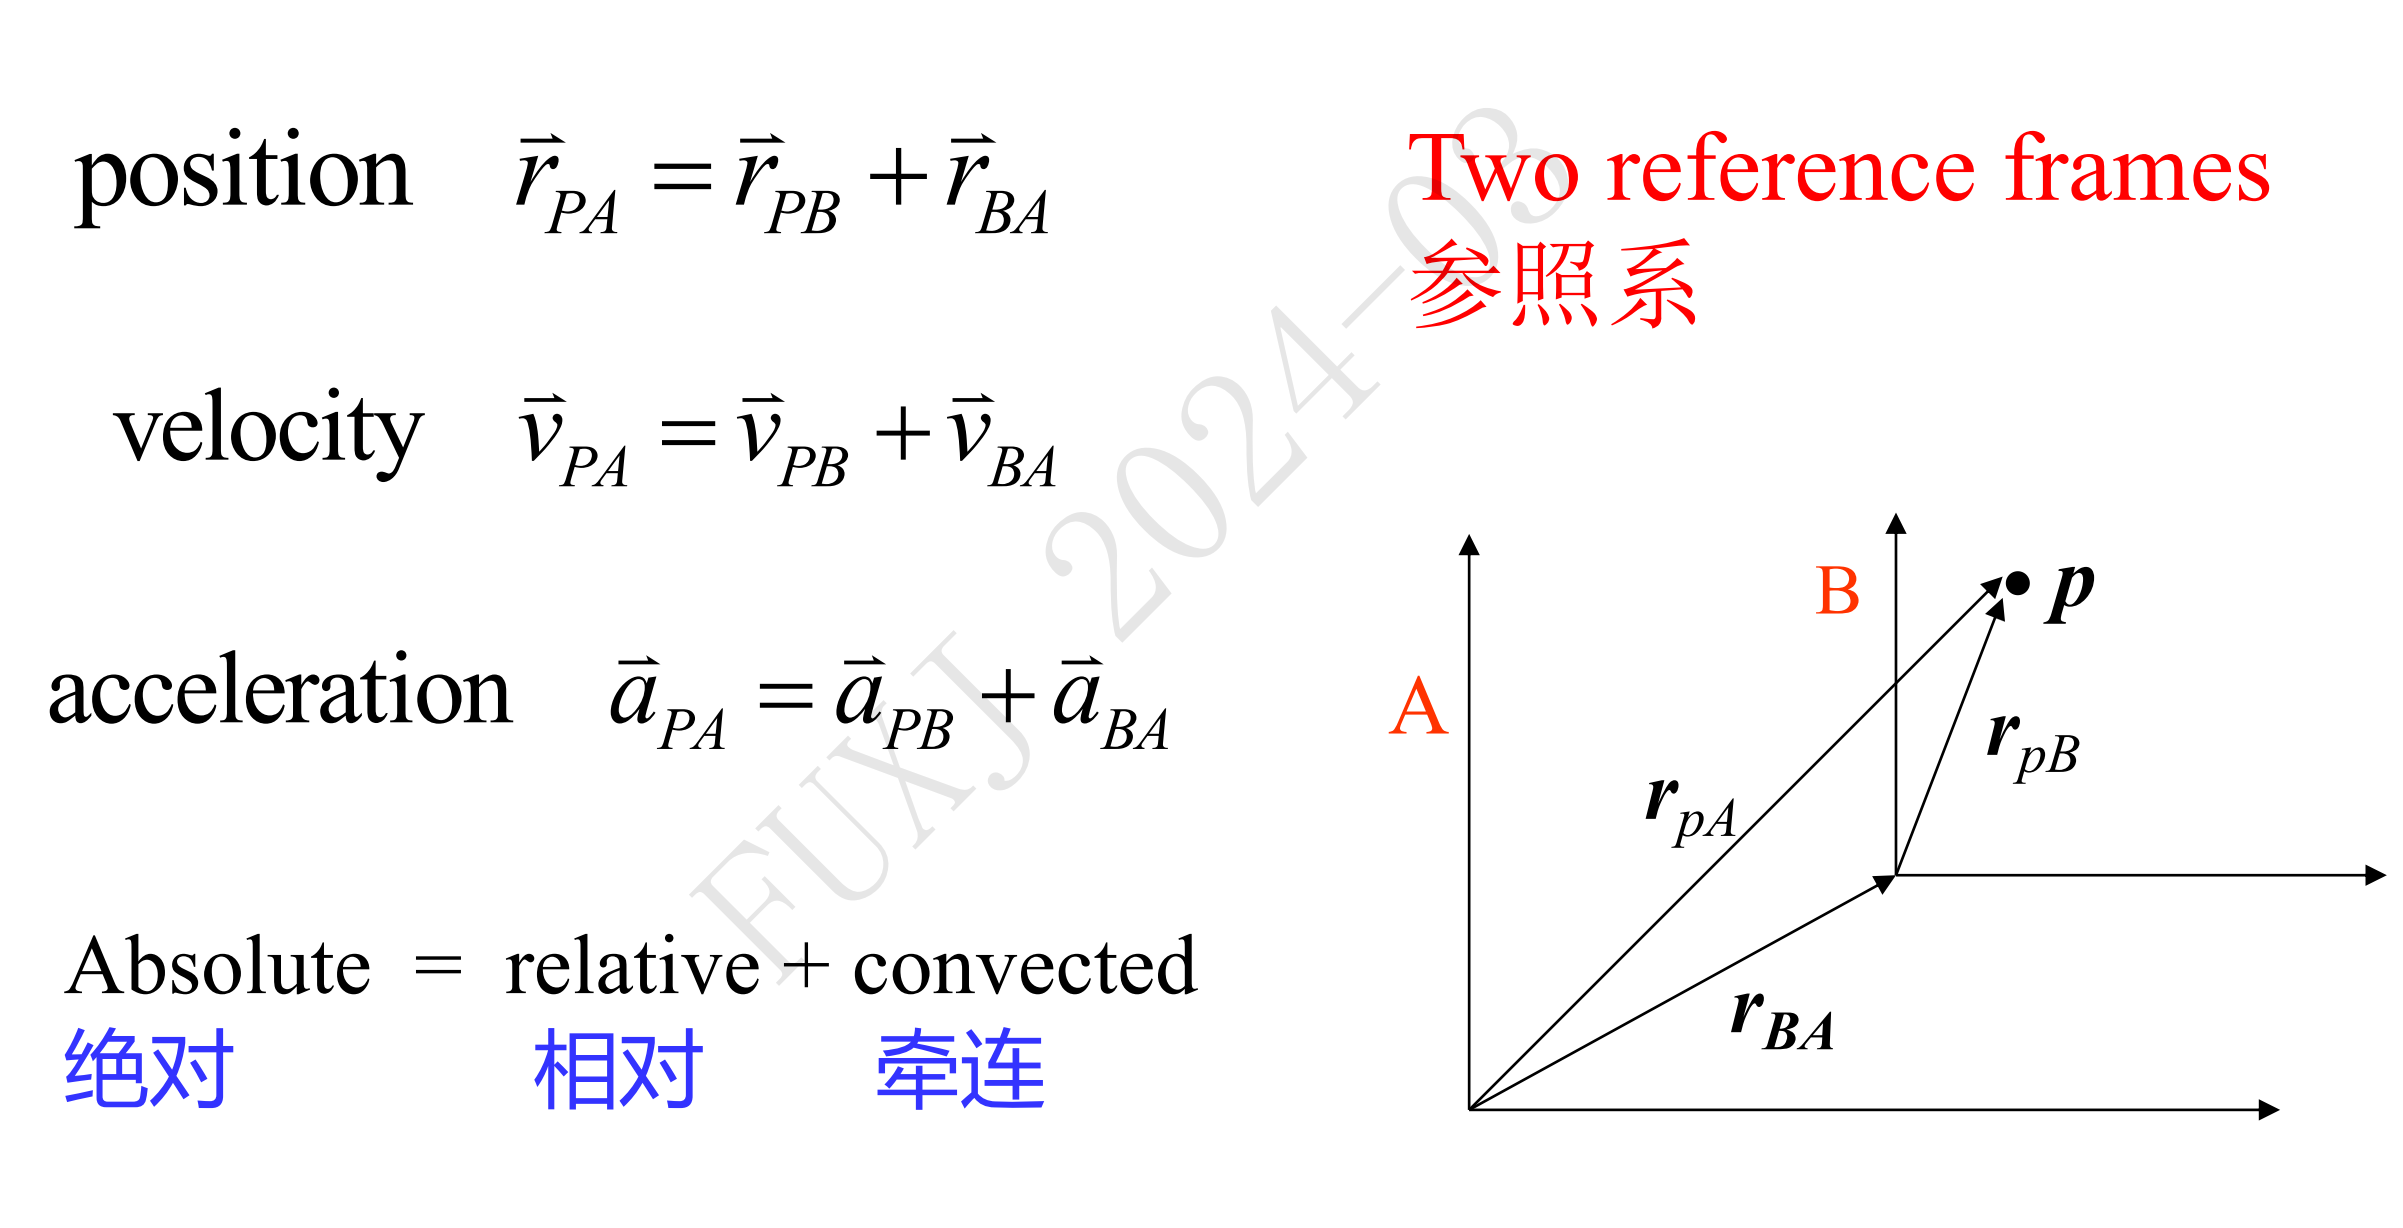 position $\vec{r}_{PA} = \vec{r}_{PB} + \vec{r}_{BA}$
velocity $\vec{v}_{PA} = \vec{v}_{PB} + \vec{v}_{BA}$
acceleration $\vec{a}_{PA} = \vec{a}_{PB} + \vec{a}_{BA}$
Absolute = relative + convected
绝对 相对 牵连
Two reference frames
参照系
A
B
p
$r_{pA}$
$r_{pB}$
$r_{BA}$
FUXJ 2024-03